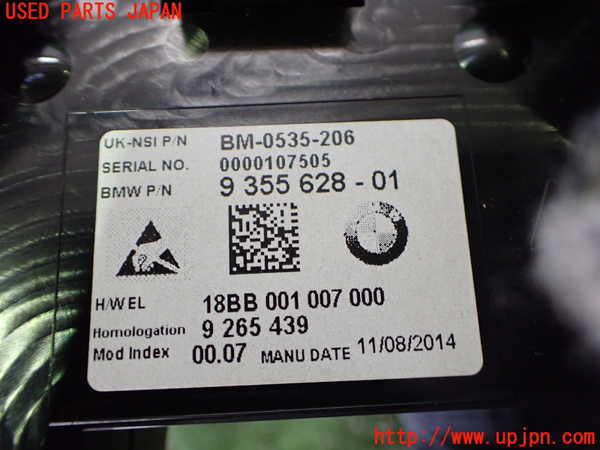 USED PARTS JAPAN
UK-NSI P/N BM-0535-206
SERIAL NO. 0000107505
BMW P/N 9 355 628 - 01
H/W EL 18BB 001 007 000
Homologation 9 265 439
Mod Index 00.07 MANU DATE 11/08/2014
UPJ
http://www.upjpn.com/